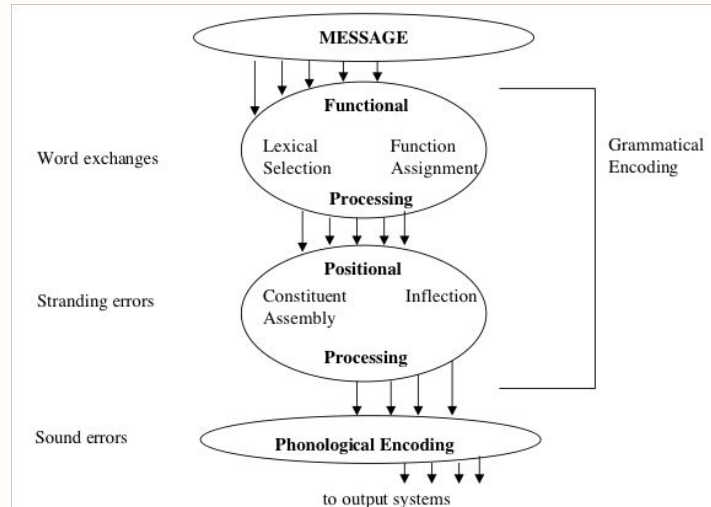 MESSAGE
Functional
Word exchanges
Lexical Selection
Function Assignment
Grammatical Encoding
Processing
Positional
Stranding errors
Constituent Assembly
Inflection
Processing
Sound errors
Phonological Encoding
to output systems